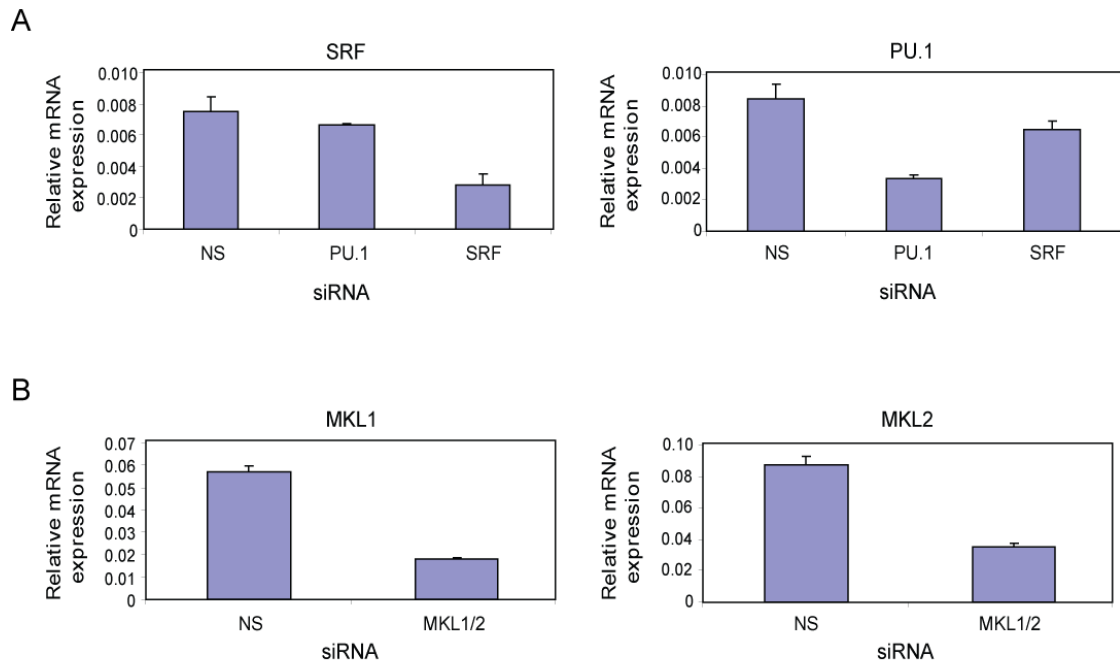 A
SRF
Relative mRNA
expression
0.010
0.008
0.006
0.004
0.002
0
NS PU.1 SRF
siRNA
PU.1
Relative mRNA
expression
0.010
0.008
0.006
0.004
0.002
0
NS PU.1 SRF
siRNA
B
MKL1
Relative mRNA
expression
0.07
0.06
0.05
0.04
0.03
0.02
0.01
0
NS MKL1/2
siRNA
MKL2
Relative mRNA
expression
0.10
0.08
0.06
0.04
0.02
0
NS MKL1/2
siRNA